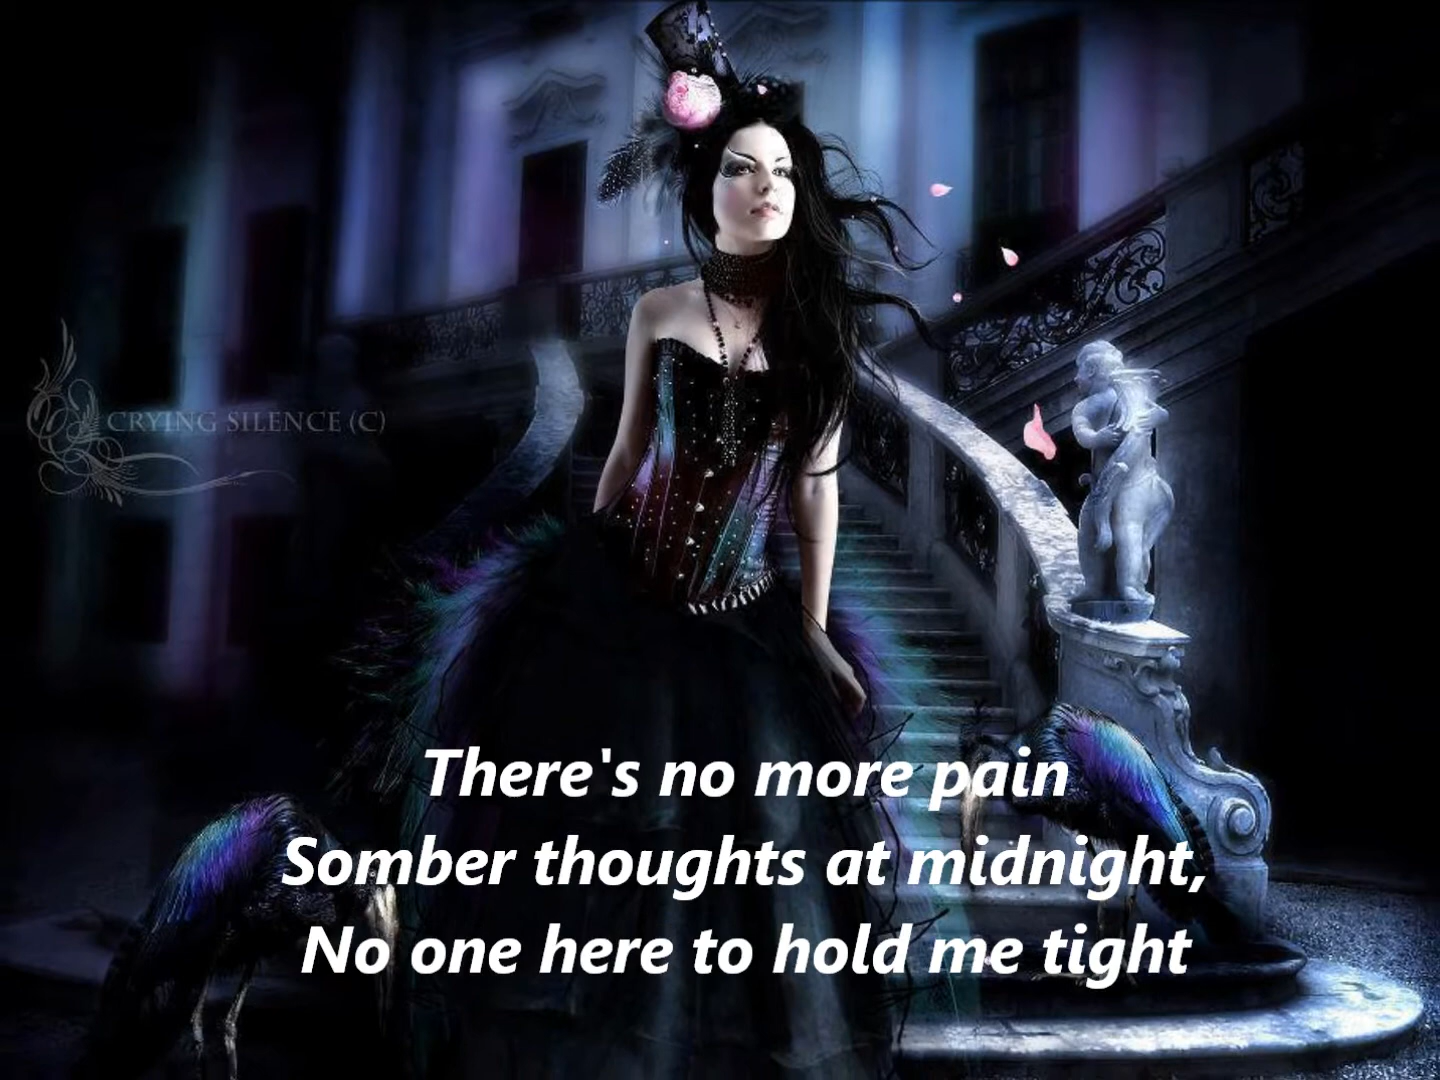 CRYING SILENCE (C)
There's no more pain
Somber thoughts at midnight,
No one here to hold me tight